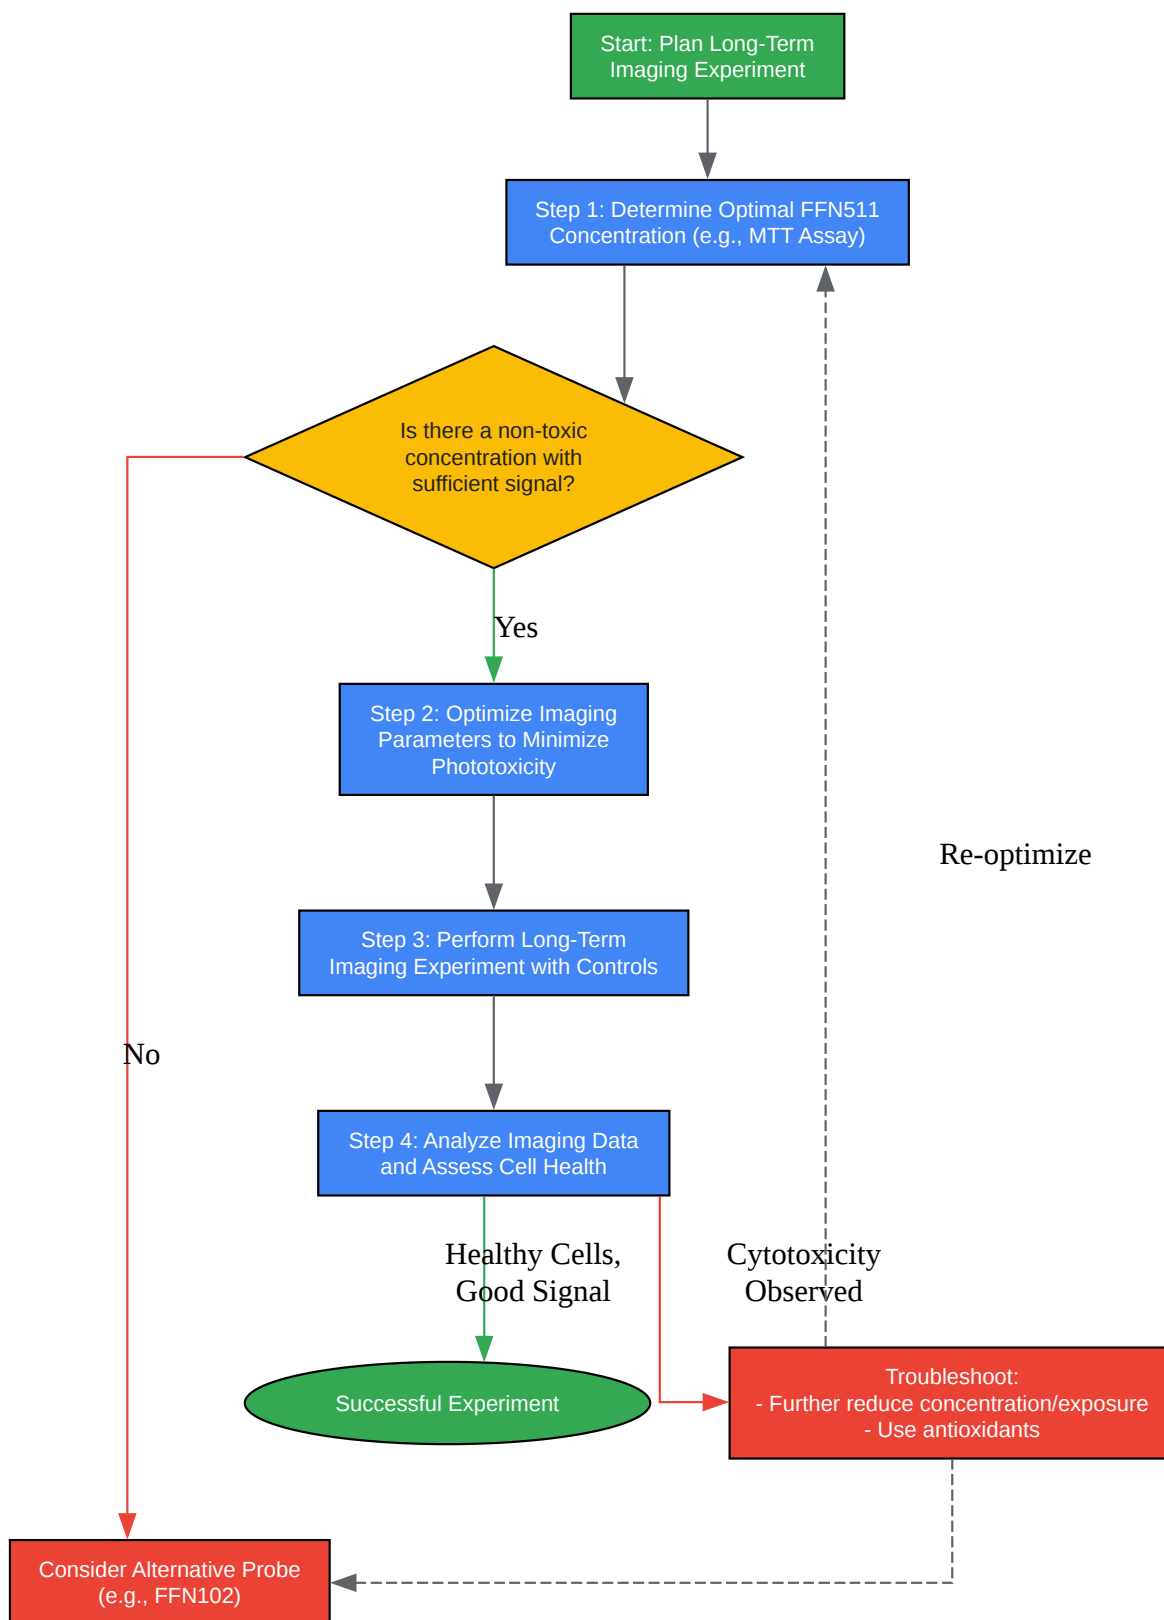 Start: Plan Long-Term
Imaging Experiment
Step 1: Determine Optimal FFN511
Concentration (e.g., MTT Assay)
Is there a non-toxic
concentration with
sufficient signal?
Yes
Step 2: Optimize Imaging
Parameters to Minimize
Phototoxicity
Re-optimize
Step 3: Perform Long-Term
Imaging Experiment with Controls
No
Step 4: Analyze Imaging Data
and Assess Cell Health
Healthy Cells,
Good Signal
Cytotoxicity
Observed
Successful Experiment
Troubleshoot:
- Further reduce concentration/exposure
- Use antioxidants
Consider Alternative Probe
(e.g., FFN102)